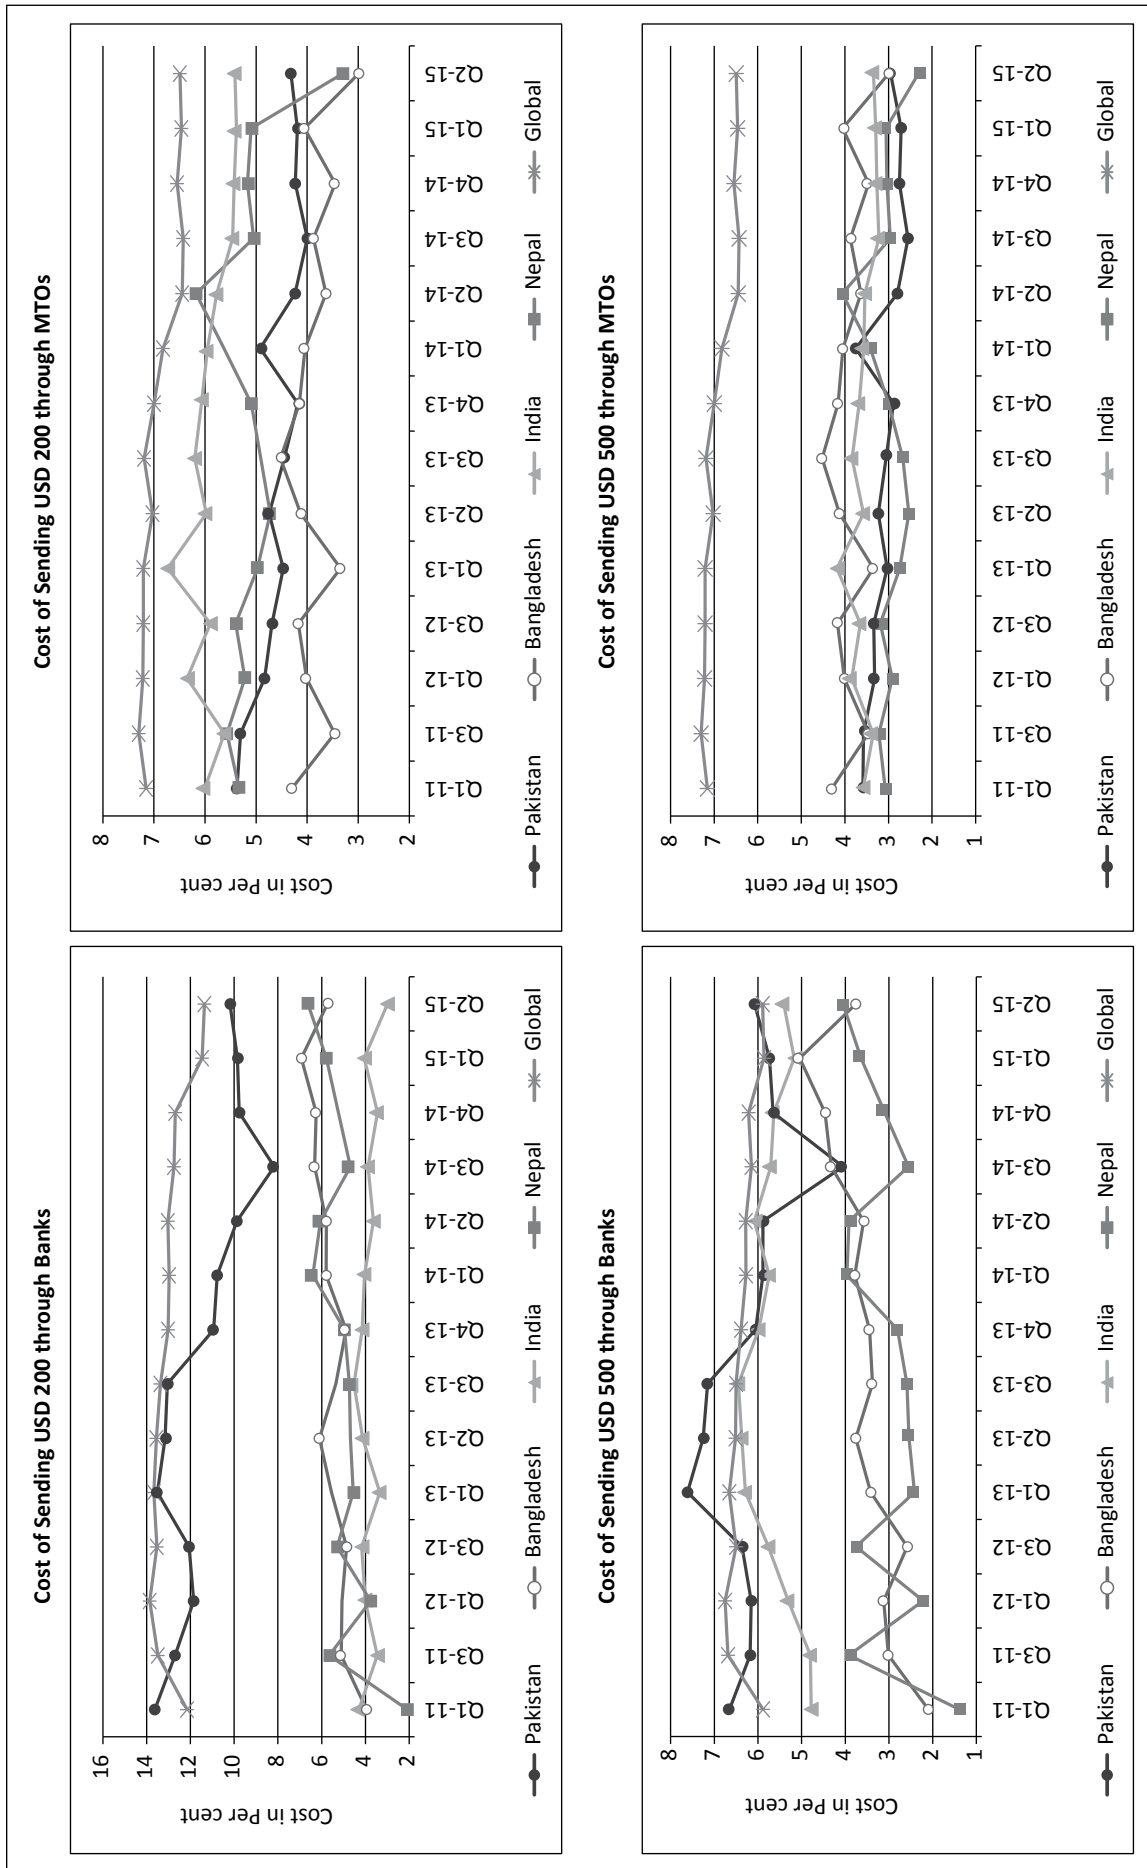 Cost of Sending USD 200 through Banks
Cost in Per cent
16
14
12
10
8
6
4
2
Q1-11 Q3-11 Q1-12 Q3-12 Q1-13 Q2-13 Q3-13 Q4-13 Q1-14 Q2-14 Q3-14 Q4-14 Q1-15 Q2-15
Pakistan Bangladesh India Nepal Global
Cost of Sending USD 200 through MTOs
Cost in Per cent
8
7
6
5
4
3
2
Q1-11 Q3-11 Q1-12 Q3-12 Q1-13 Q2-13 Q3-13 Q4-13 Q1-14 Q2-14 Q3-14 Q4-14 Q1-15 Q2-15
Pakistan Bangladesh India Nepal Global
Cost of Sending USD 500 through Banks
Cost in Per cent
8
7
6
5
4
3
2
1
Q1-11 Q3-11 Q1-12 Q3-12 Q1-13 Q2-13 Q3-13 Q4-13 Q1-14 Q2-14 Q3-14 Q4-14 Q1-15 Q2-15
Pakistan Bangladesh India Nepal Global
Cost of Sending USD 500 through MTOs
Cost in Per cent
8
7
6
5
4
3
2
1
Q1-11 Q3-11 Q1-12 Q3-12 Q1-13 Q2-13 Q3-13 Q4-13 Q1-14 Q2-14 Q3-14 Q4-14 Q1-15 Q2-15
Pakistan Bangladesh India Nepal Global